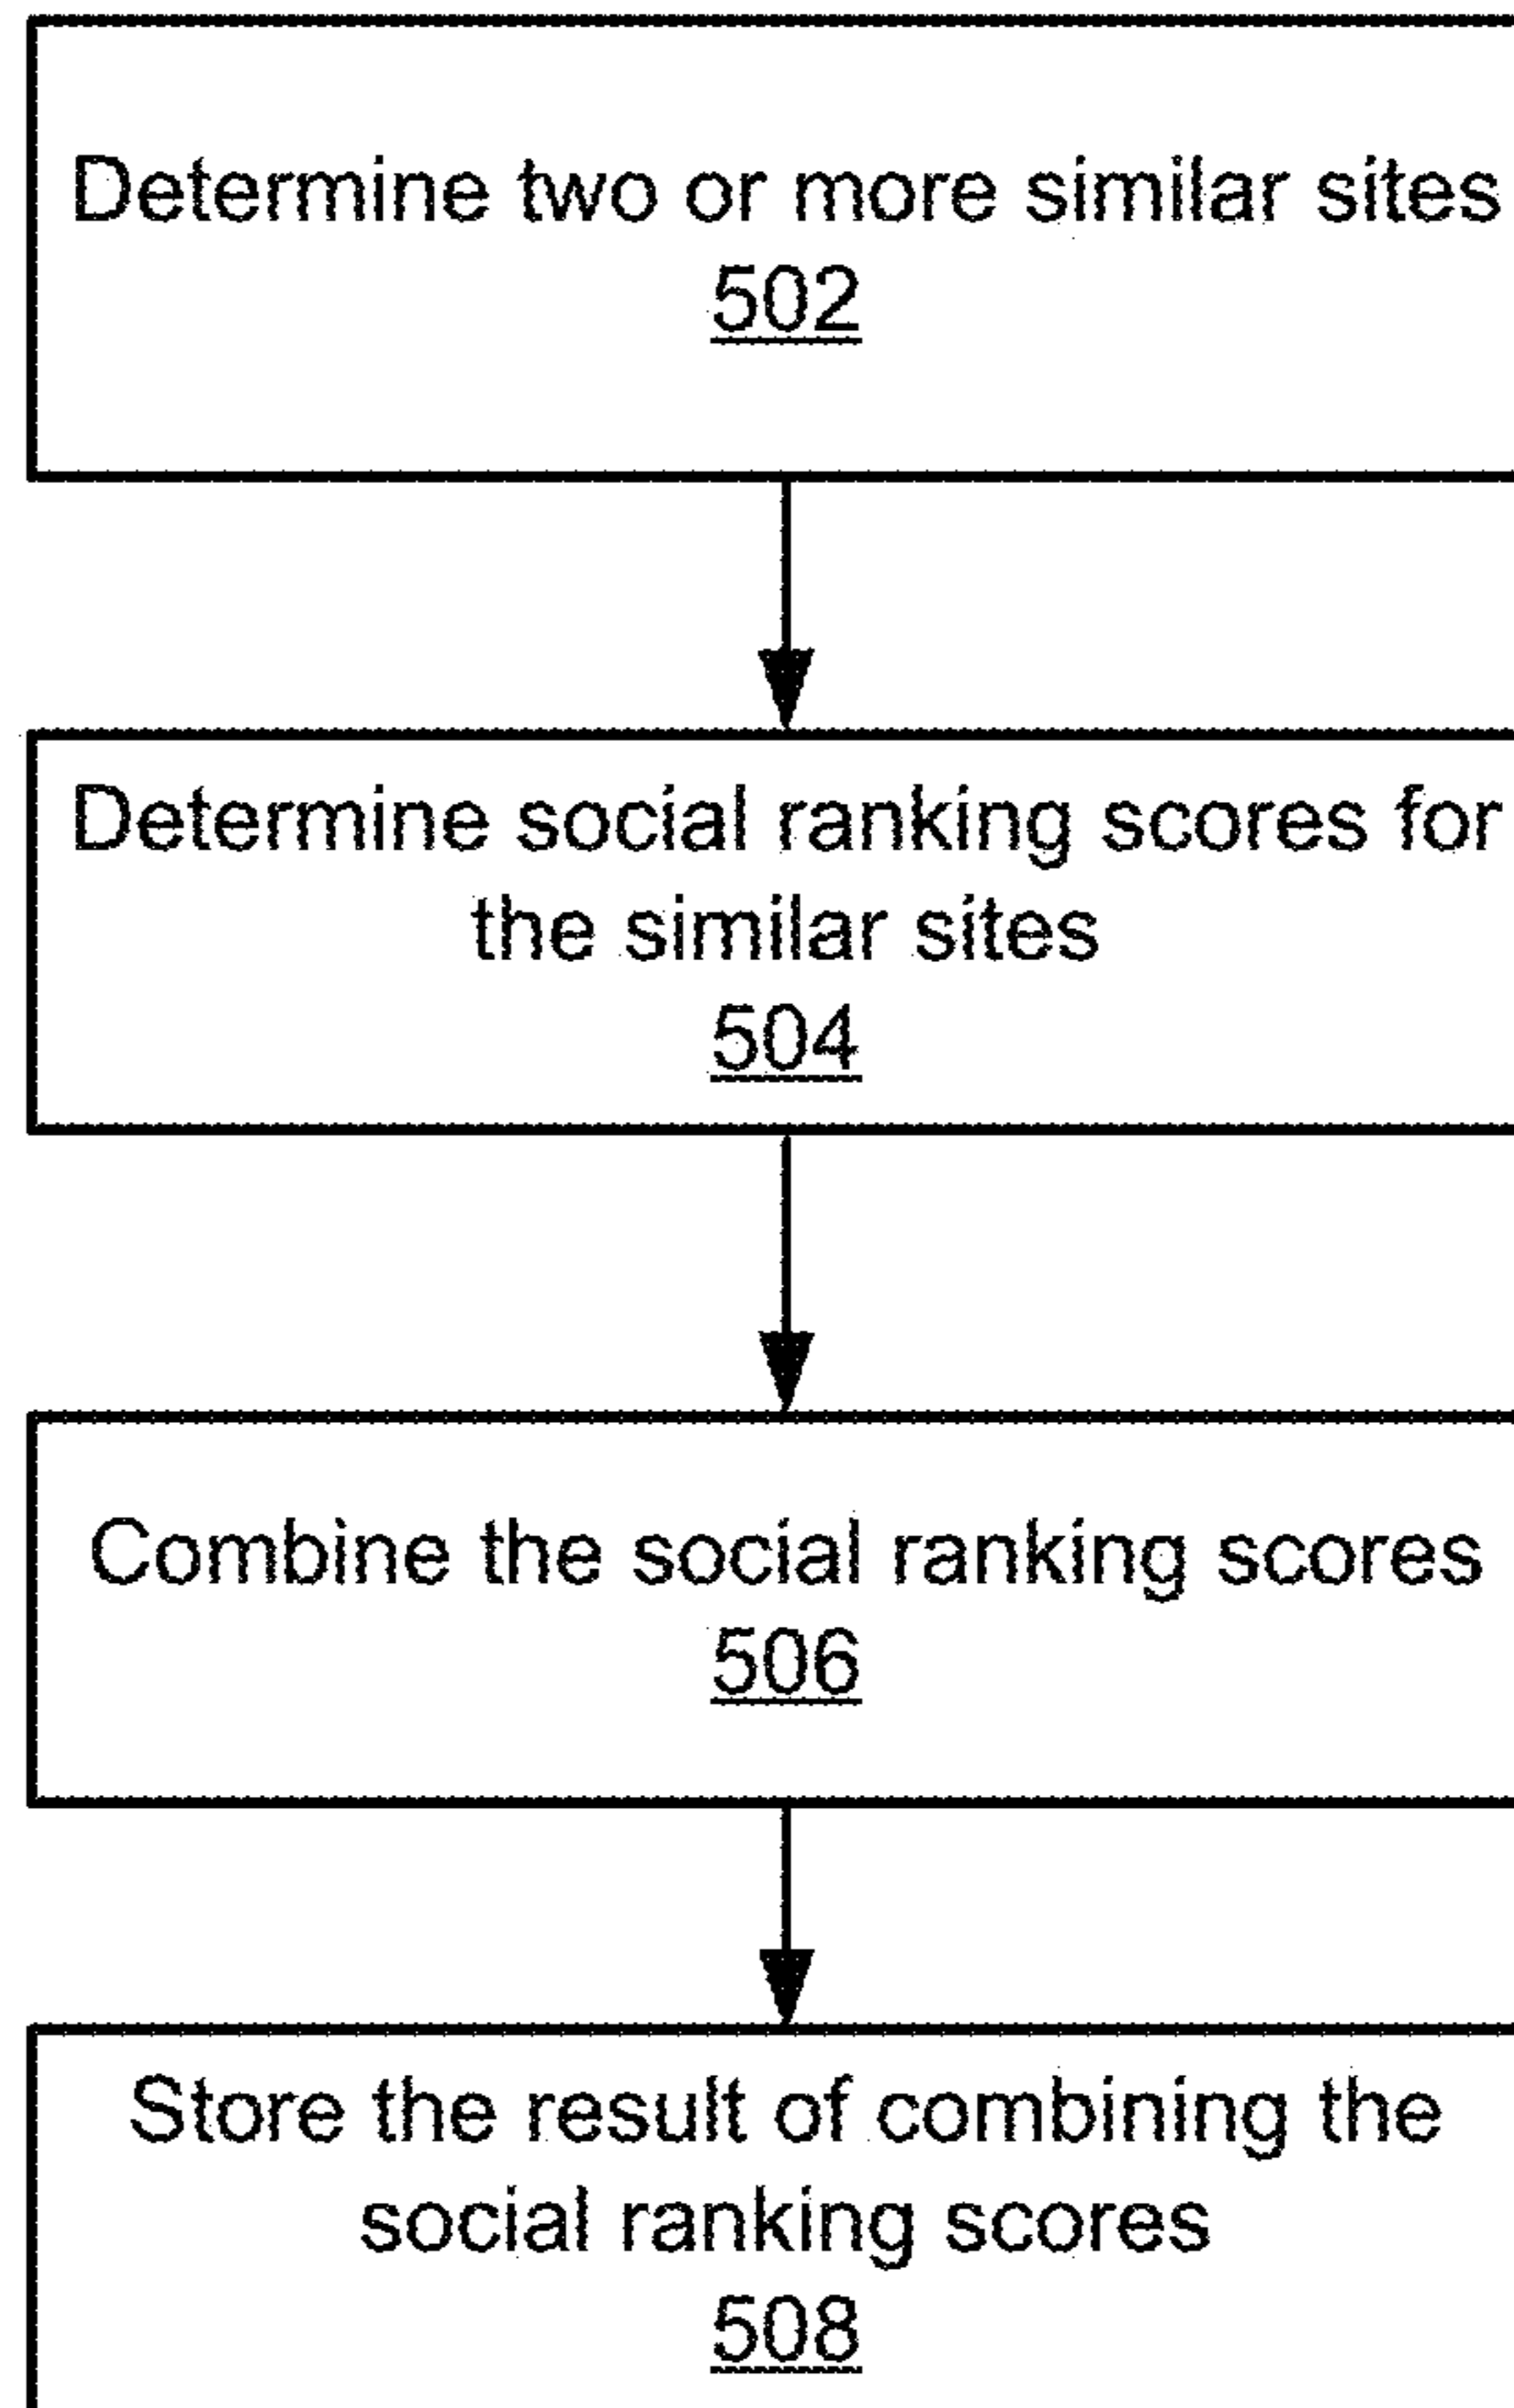 Determine two or more similar sites
502
Determine social ranking scores for
the similar sites
504
Combine the social ranking scores
506
Store the result of combining the
social ranking scores
508